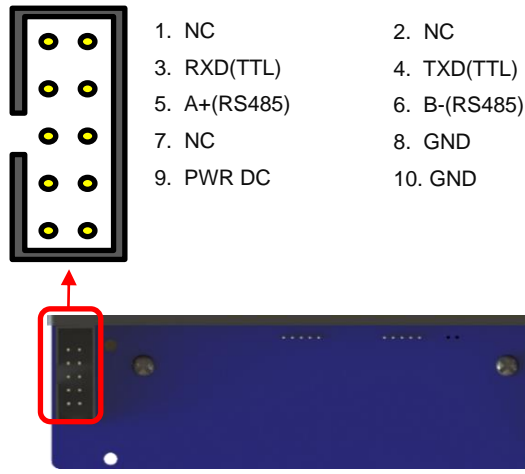 1. NC 2. NC
3. RXD(TTL) 4. TXD(TTL)
5. A+(RS485) 6. B-(RS485)
7. NC 8. GND
9. PWR DC 10. GND